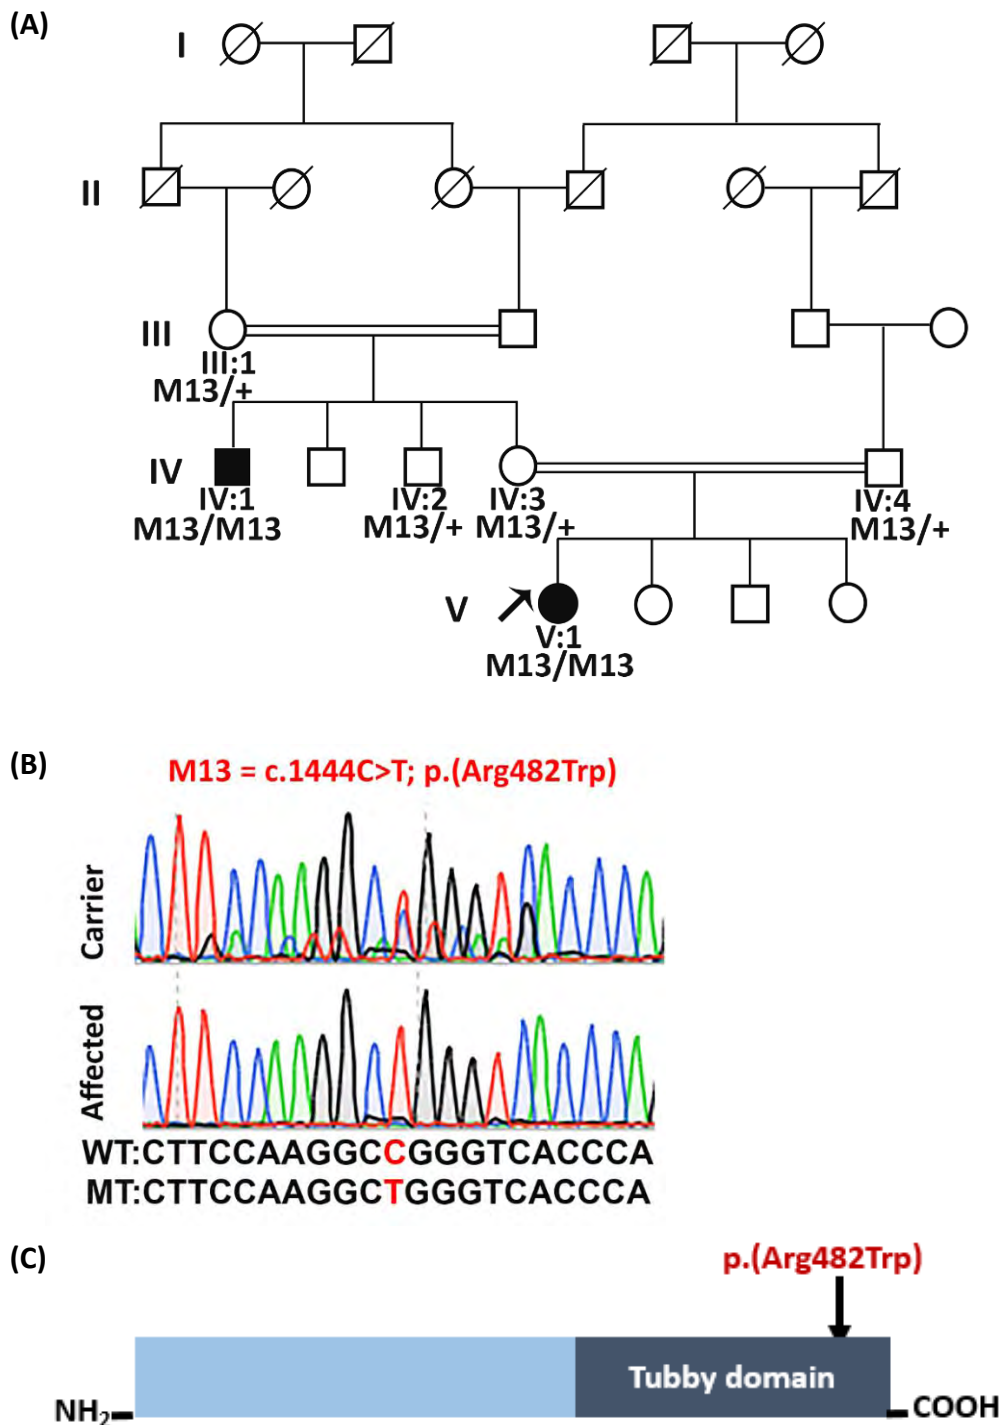 (A)
I
II
III
III:1
M13/+
IV
IV:1
M13/M13
IV:2
M13/+
IV:3
M13/+
IV:4
M13/+
V
V:1
M13/M13
(B)
M13 = c.1444C>T; p.(Arg482Trp)
Carrier
Affected
WT:CTTCCAAGGCCGGGTCACCCA
MT:CTTCCAAGGCTGGGTCACCCA
(C)
p.(Arg482Trp)
Tubby domain
NH₂
COOH